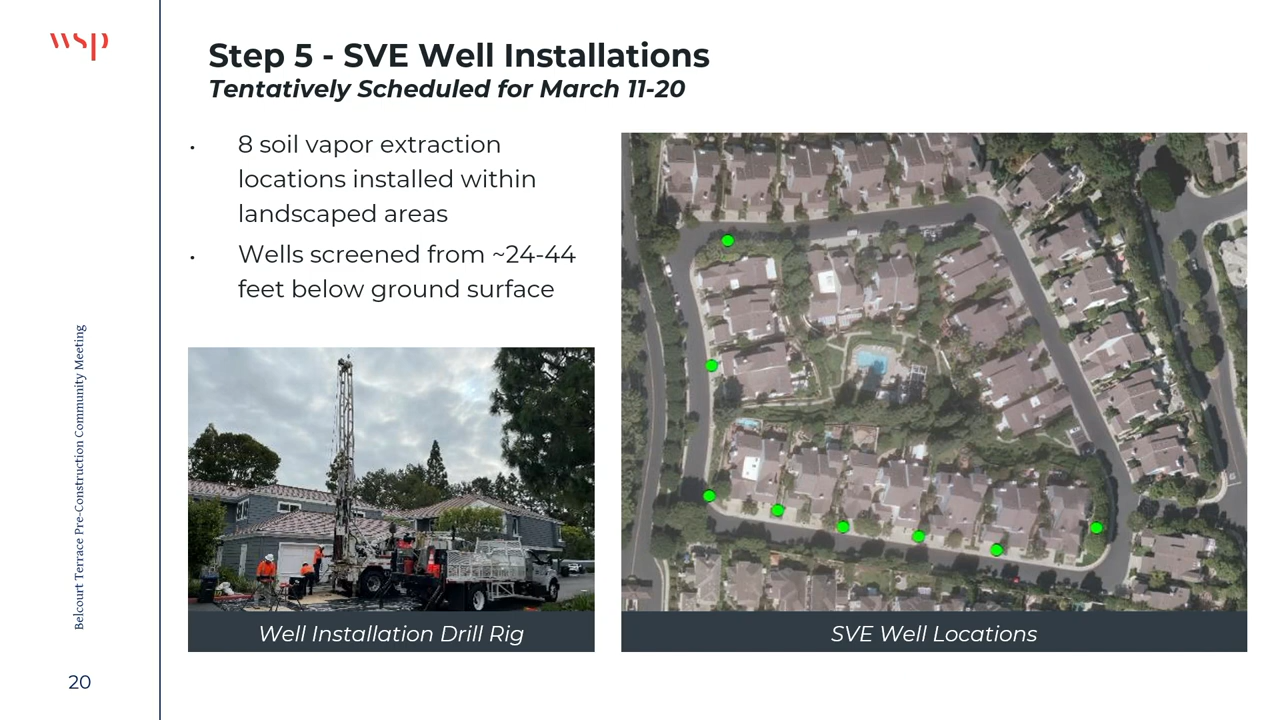 wsp
Step 5 - SVE Well Installations
Tentatively Scheduled for March 11-20
• 8 soil vapor extraction
locations installed within
landscaped areas
• Wells screened from ~24-44
feet below ground surface
Well Installation Drill Rig
SVE Well Locations
Belcourt Terrace Pre-Construction Community Meeting
20